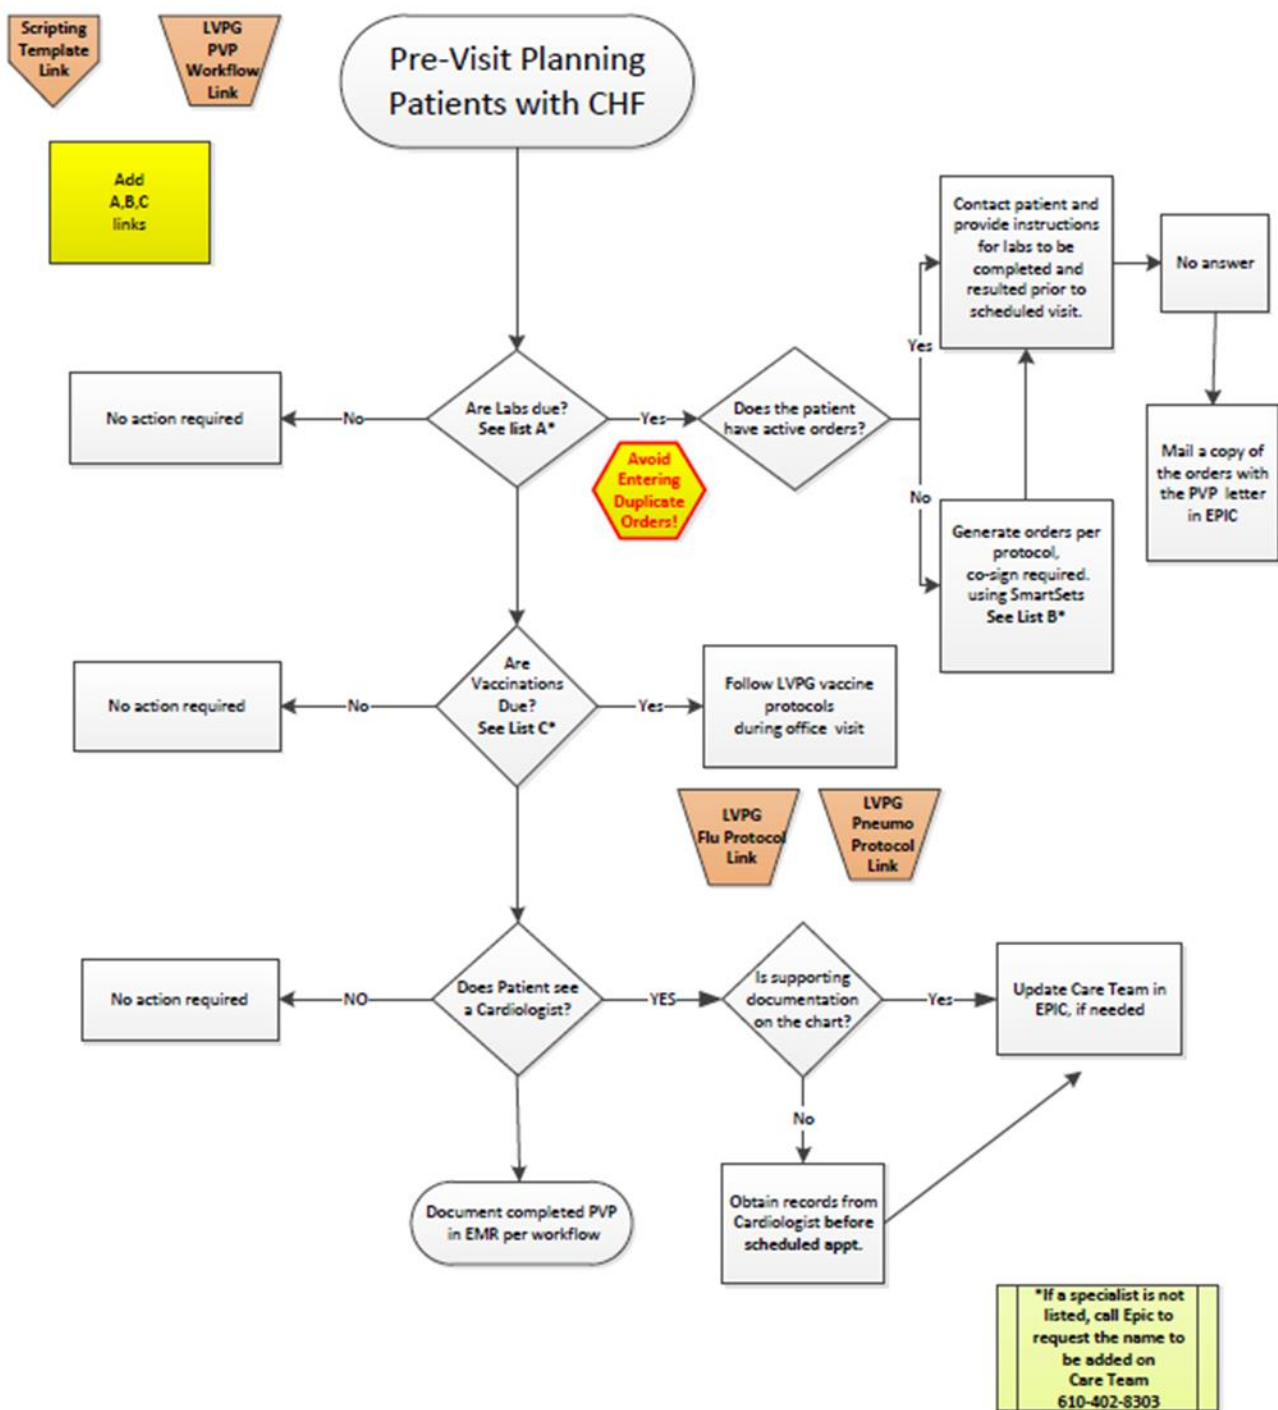 Scripting
Template
Link
LVPG
PVP
Workflow
Link
Pre-Visit Planning
Patients with CHF
Add
A,B,C
links
Contact patient and
provide instructions
for labs to be
completed and
resulted prior to
scheduled visit.
No answer
Yes
No action required
No
Are Labs due?
See list A*
Yes
Does the patient
have active orders?
Avoid
Entering
Duplicate
Orders!
No
Mail a copy of
the orders with
the PVP letter
in EPIC
Generate orders per
protocol,
co-sign required.
using SmartSets
See List B*
No action required
No
Are
Vaccinations
Due?
See List C*
Yes
Follow LVPG vaccine
protocols
during office visit
LVPG
Flu Protocol
Link
LVPG
Pneumo
Protocol
Link
No action required
NO
Does Patient see
a Cardiologist?
YES
Is supporting
documentation
on the chart?
Yes
Update Care Team in
EPIC, if needed
No
Document completed PVP
in EMR per workflow
Obtain records from
Cardiologist before
scheduled appt.
*If a specialist is not
listed, call Epic to
request the name to
be added on
Care Team
610-402-8303